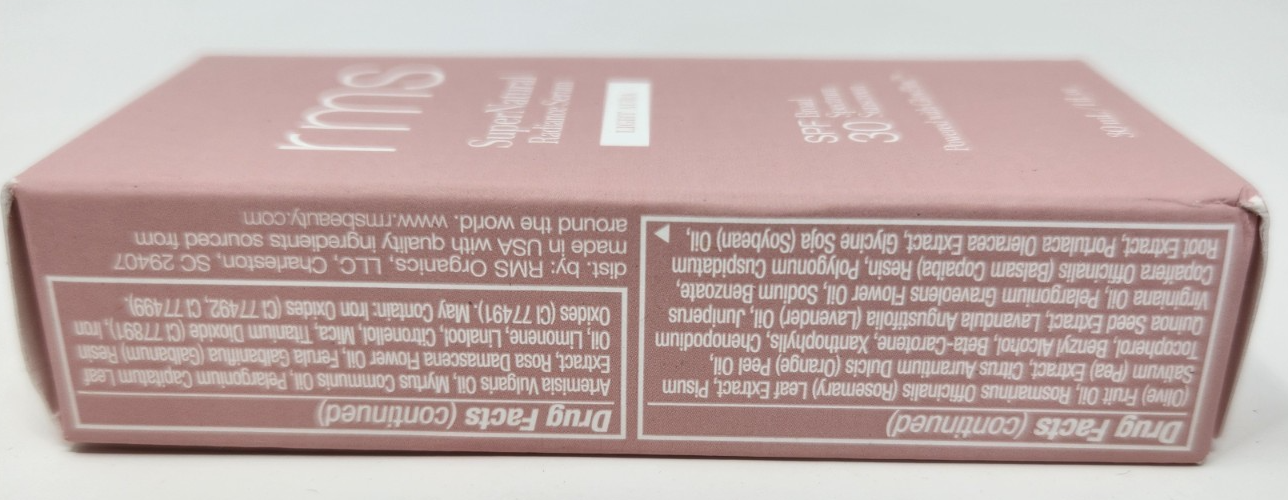 rms
SuperNatural
Radiance Serum
LIGHT AURA
SPF
30
Sunscreen
Drug Facts (continued)
(Olive) Fruit Oil, Rosmarinus Officinalis (Rosemary) Leaf Extract, Pisum
Sativum (Pea) Extract, Citrus Aurantium Dulcis (Orange) Peel Oil,
Tocopherol, Benzyl Alcohol, Beta-Carotene, Xanthophylls, Chenopodium
Quinoa Seed Extract, Lavandula Angustifolia (Lavender) Oil, Juniperus
Virginiana Oil, Pelargonium Graveolens Flower Oil, Sodium Benzoate,
Copaifera Officinalis (Balsam Copaiba) Resin, Polygonum Cuspidatum
Root Extract, Portulaca Oleracea Extract, Glycine Soja (Soybean) Oil,
Drug Facts (continued)
Artemisia Vulgaris Oil, Myrtus Communis Oil, Pelargonium Capitatum Leaf
Extract, Rosa Damascena Flower Oil, Ferula Galbaniflua (Galbanum) Resin
Oil, Limonene, Linalool, Citronellol, Mica, Titanium Dioxide (CI 77891), Iron
Oxides (CI 77491). May Contain: Iron Oxides (CI 77492, CI 77499).
dist. by: RMS Organics, LLC, Charleston, SC 29407
made in USA with quality ingredients sourced from
around the world. www.rmsbeauty.com